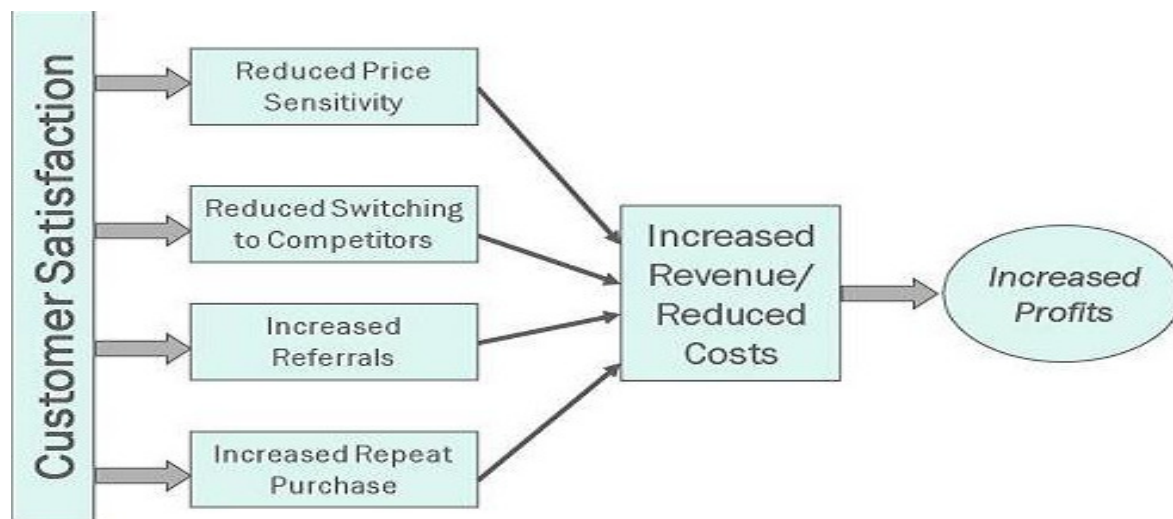 Customer Satisfaction
Reduced Price
Sensitivity
Reduced Switching
to Competitors
Increased
Referrals
Increased Repeat
Purchase
Increased
Revenue/
Reduced
Costs
Increased
Profits